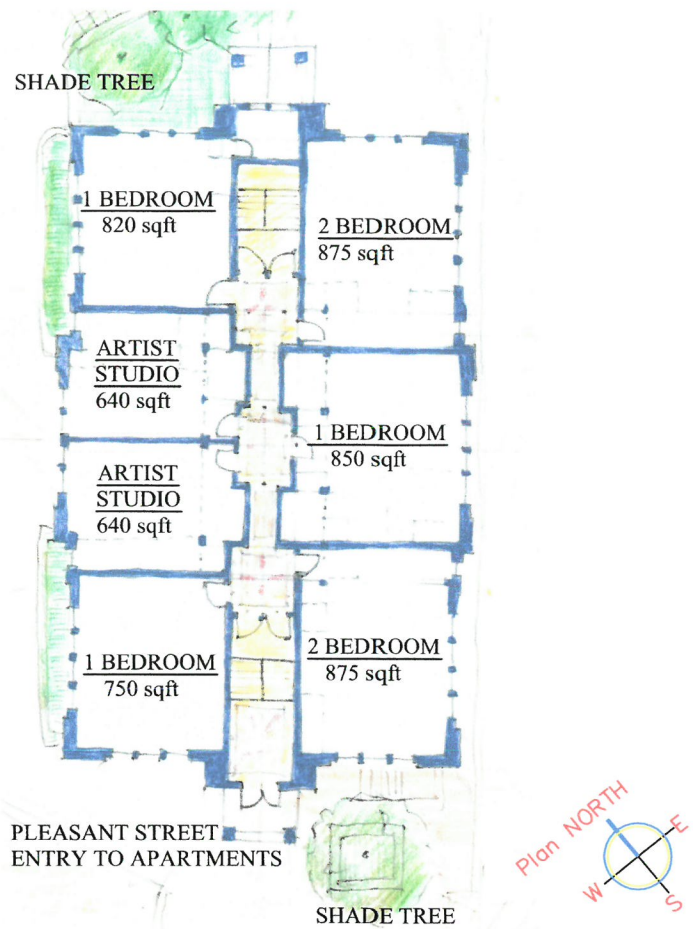 SHADE TREE
1 BEDROOM
820 sqft
2 BEDROOM
875 sqft
ARTIST
STUDIO
640 sqft
1 BEDROOM
850 sqft
ARTIST
STUDIO
640 sqft
1 BEDROOM
750 sqft
2 BEDROOM
875 sqft
PLEASANT STREET
ENTRY TO APARTMENTS
SHADE TREE
Plan NORTH
E
W
S